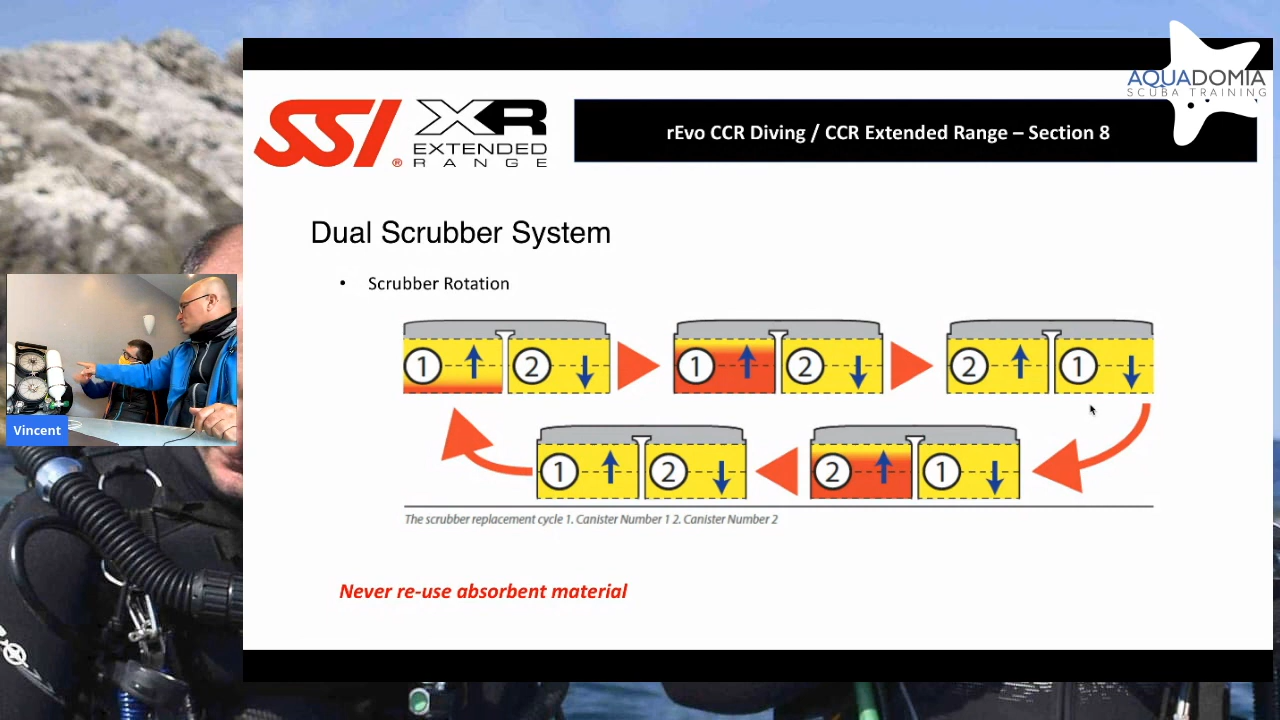 AQUADOMIA
SCUBA TRAINING
SSI® XR
EXTENDED
RANGE
rEvo CCR Diving / CCR Extended Range – Section 8
Dual Scrubber System
• Scrubber Rotation
1 2 1 2 2 1
1 2 2 1
The scrubber replacement cycle 1. Canister Number 1 2. Canister Number 2
Never re-use absorbent material
Vincent